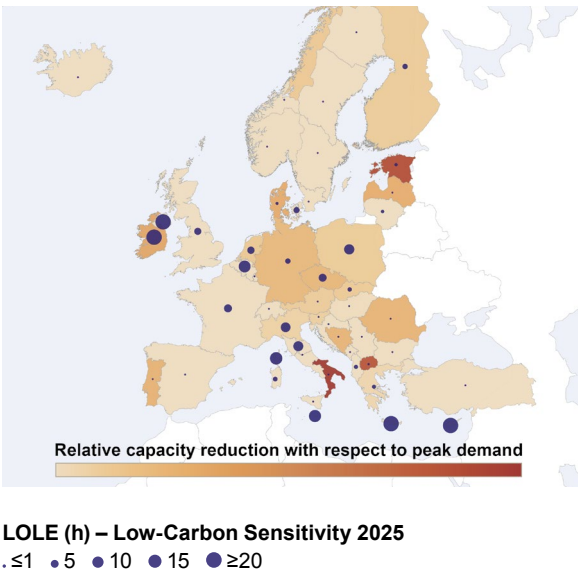 Relative capacity reduction with respect to peak demand
LOLE (h) – Low-Carbon Sensitivity 2025
≤1 5 10 15 ≥20